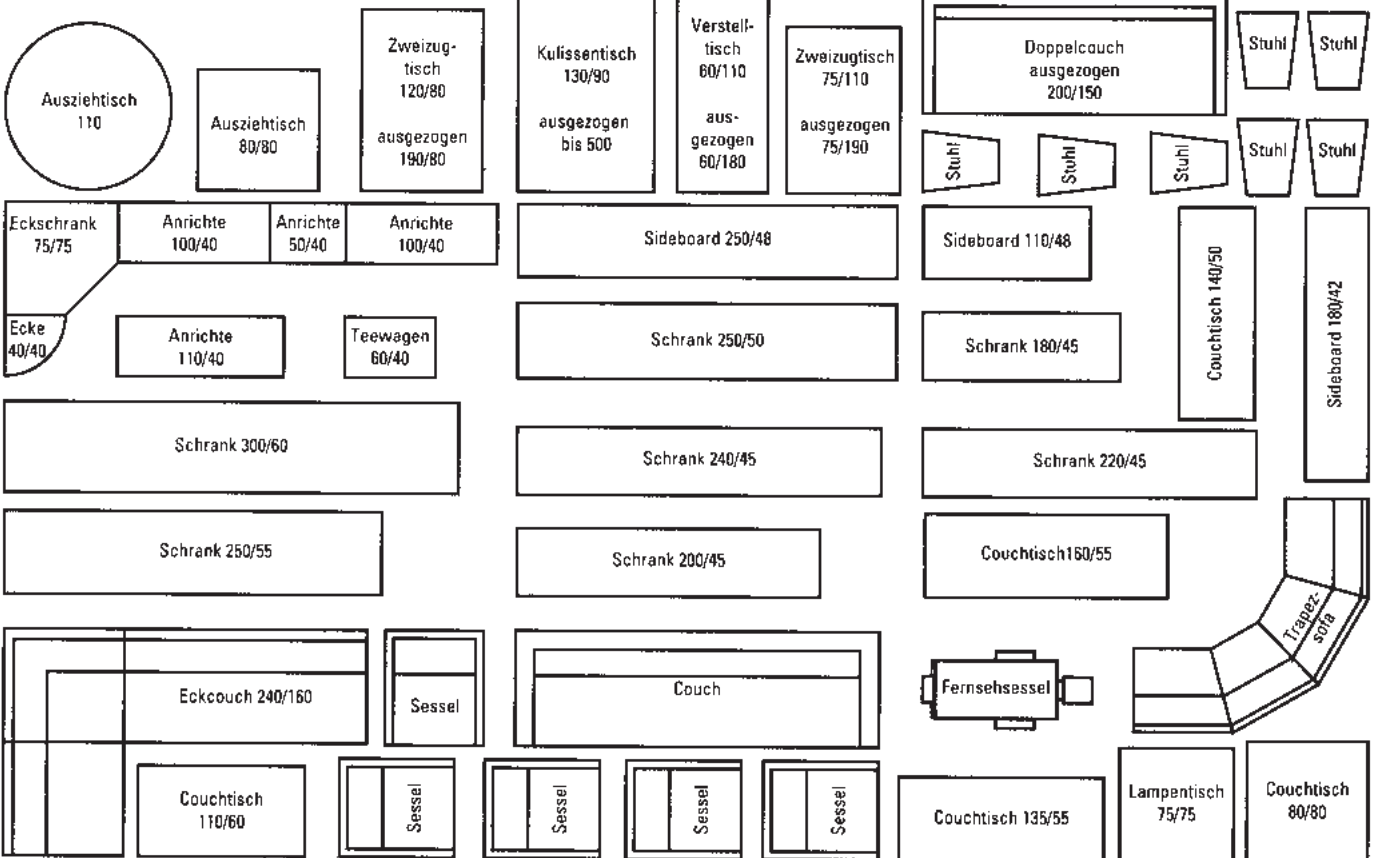 Ausziehtisch
110
Ausziehtisch
80/80
Zweizug-
tisch
120/80
ausgezogen
190/80
Kulissentisch
130/90
ausgezogen
bis 500
Verstell-
tisch
60/110
aus-
gezogen
60/180
Zweizugtisch
75/110
ausgezogen
75/190
Doppelcouch
ausgezogen
200/150
Stuhl
Stuhl
Stuhl
Stuhl
Stuhl
Stuhl
Stuhl
Eckschrank
75/75
Anrichte
100/40
Anrichte
50/40
Anrichte
100/40
Sideboard 250/48
Sideboard 110/48
Couchtisch 140/50
Sideboard 180/42
Ecke
40/40
Anrichte
110/40
Teewagen
60/40
Schrank 250/50
Schrank 180/45
Schrank 300/60
Schrank 240/45
Schrank 220/45
Schrank 250/55
Schrank 200/45
Couchtisch160/55
Trapez-
sofa
Eckcouch 240/160
Sessel
Couch
Fernsehsessel
Couchtisch
110/60
Sessel
Sessel
Sessel
Sessel
Couchtisch 135/55
Lampentisch
75/75
Couchtisch
80/80